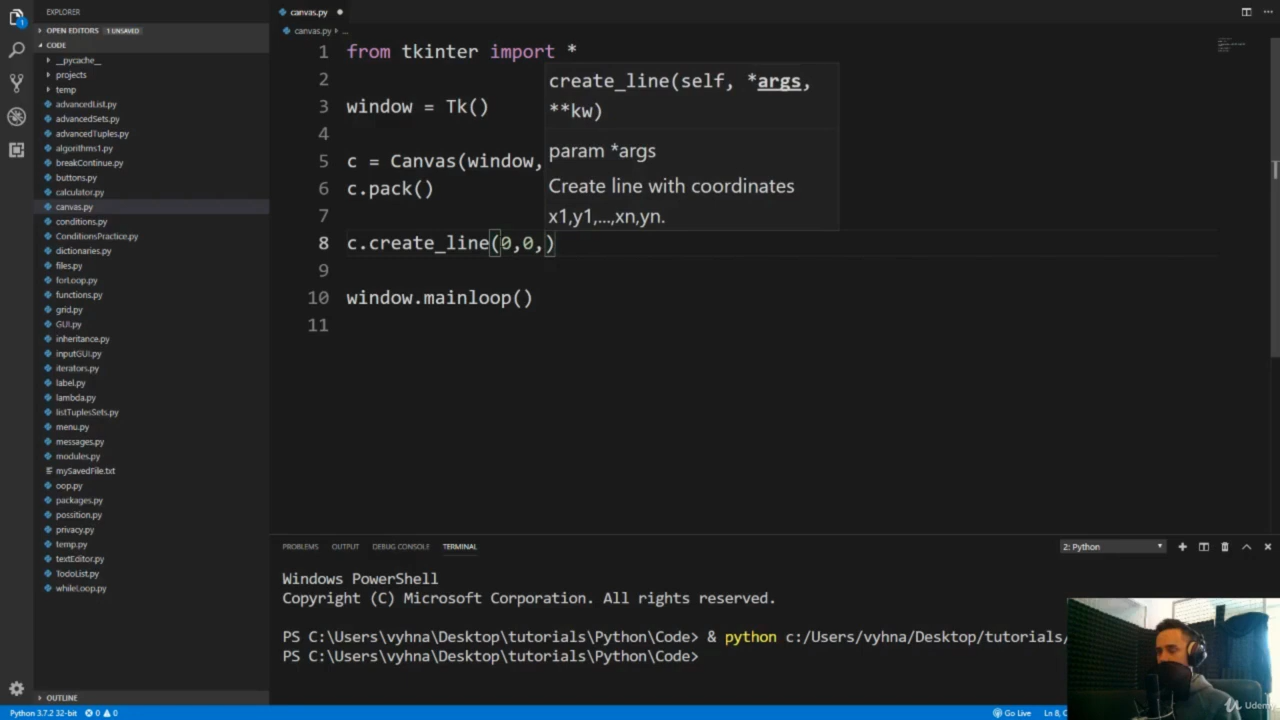 EXPLORER
OPEN EDITORS 1 UNSAVED
CODE
__pycache__
projects
temp
advancedList.py
advancedSets.py
advancedTuples.py
algorithms1.py
breakContinue.py
buttons.py
calculator.py
canvas.py
conditions.py
ConditionsPractice.py
dictionaries.py
files.py
forLoop.py
functions.py
grid.py
GUI.py
inheritance.py
inputGUI.py
iterators.py
label.py
lambda.py
listTuplesSets.py
menu.py
messages.py
modules.py
mySavedFile.txt
oop.py
packages.py
possition.py
privacy.py
temp.py
textEditor.py
TodoList.py
whileLoop.py
OUTLINE
canvas.py
canvas.py ...
1 from tkinter import *
2
3 window = Tk()
4
5 c = Canvas(window,
6 c.pack()
7
8 c.create_line(0,0,)
9
10 window.mainloop()
11
create_line(self, *args,
**kw)
param *args
Create line with coordinates
x1,y1,...,xn,yn.
PROBLEMS OUTPUT DEBUG CONSOLE TERMINAL 2: Python
Windows PowerShell
Copyright (C) Microsoft Corporation. All rights reserved.
PS C:\Users\vyhna\Desktop\tutorials\Python\Code> & python c:/Users/vyhna/Desktop/tutorials/
PS C:\Users\vyhna\Desktop\tutorials\Python\Code>
Python 3.7.2 32-bit 0 0 Go Live Ln 8,
Udemy